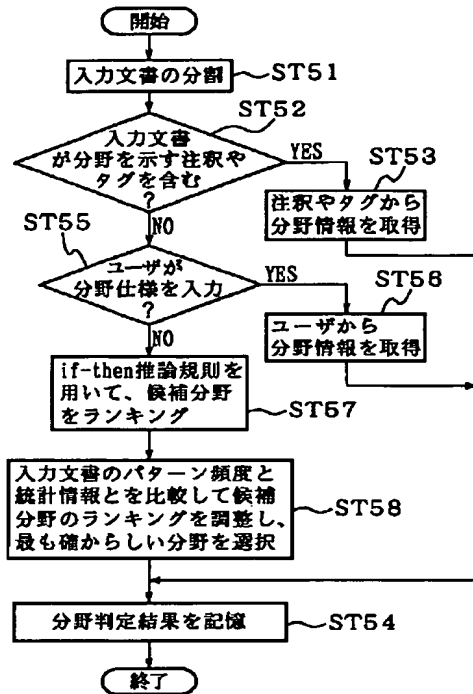 開始
入力文書の分割
ST51
ST52
入力文書
が分野を示す注釈や
タグを含む
?
YES
ST53
注釈やタグから
分野情報を取得
NO
ST55
ユーザが
分野仕様を入力
?
YES
ST56
ユーザから
分野情報を取得
NO
if-then推論規則を
用いて、候補分野
をランキング
ST57
入力文書のパターン頻度と
統計情報とを比較して候補
分野のランキングを調整し、
最も確からしい分野を選択
ST58
分野判定結果を記憶
ST54
終了